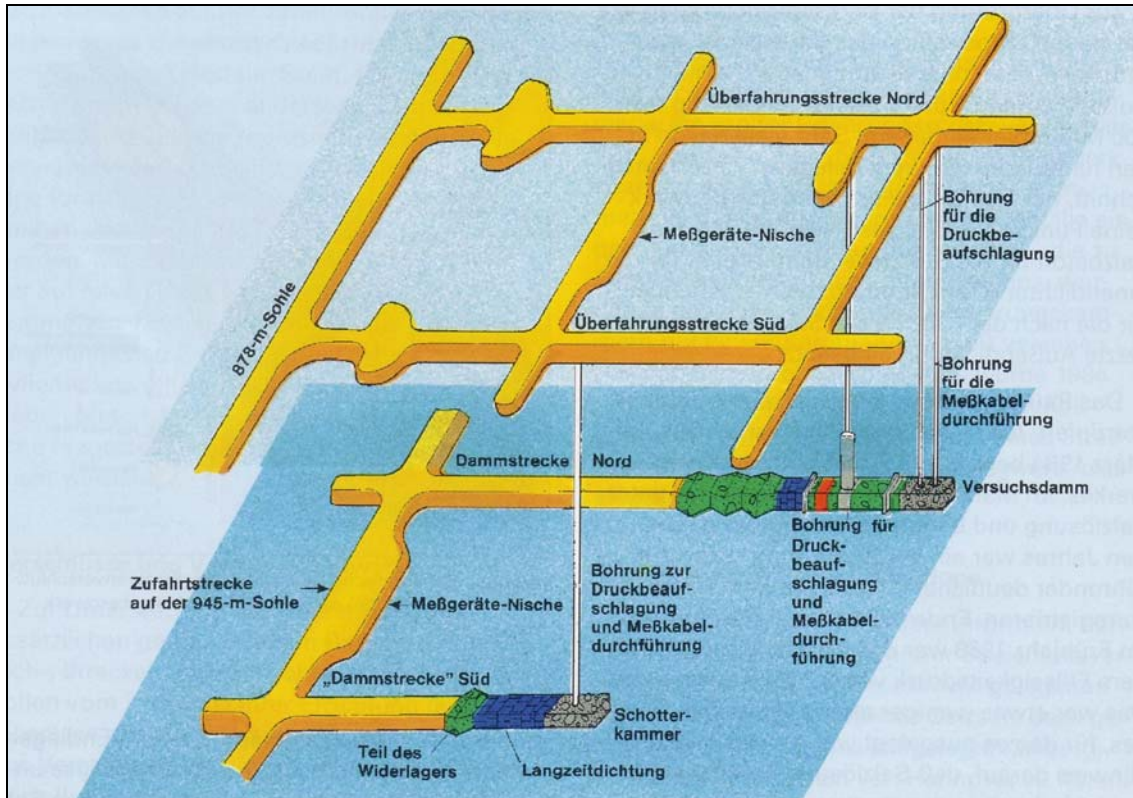 Überfahrungsstrecke Nord
Bohrung
für die
Druckbe-
aufschlagung
Meßgeräte-Nische
878-m-Sohle
Überfahrungsstrecke Süd
Bohrung
für die
Meßkabel-
durchführung
Dammstrecke Nord
Versuchsdamm
Bohrung für
Druck-
beauf-
schlagung
und
Meßkabel-
durch-
führung
Zufahrtstrecke
auf der 945-m-Sohle
Meßgeräte-Nische
Bohrung zur
Druckbeauf-
schlagung
und Meßkabel-
durchführung
„Dammstrecke" Süd
Schotter-
kammer
Teil des
Widerlagers
Langzeitdichtung